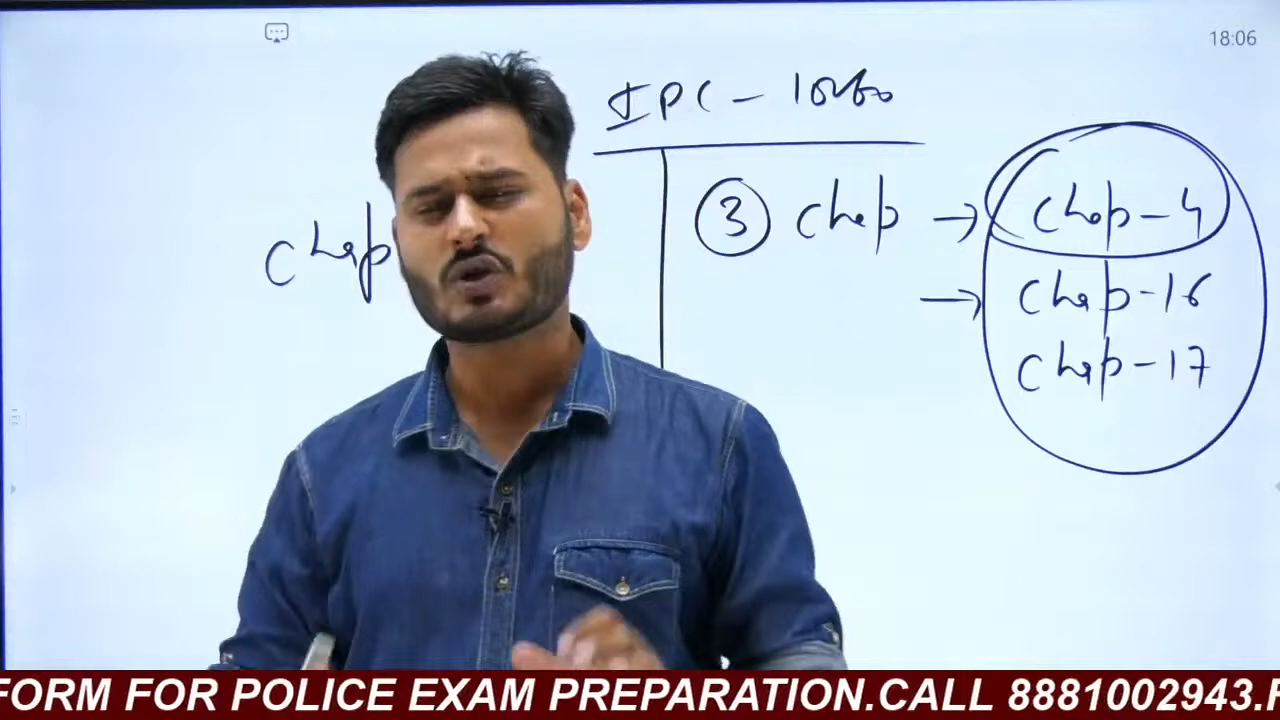 18:06
IPC - 1860
3 Chap → Chap-4
Chap
→ Chap-16
Chap-17
FORM FOR POLICE EXAM PREPARATION.CALL 8881002943.F